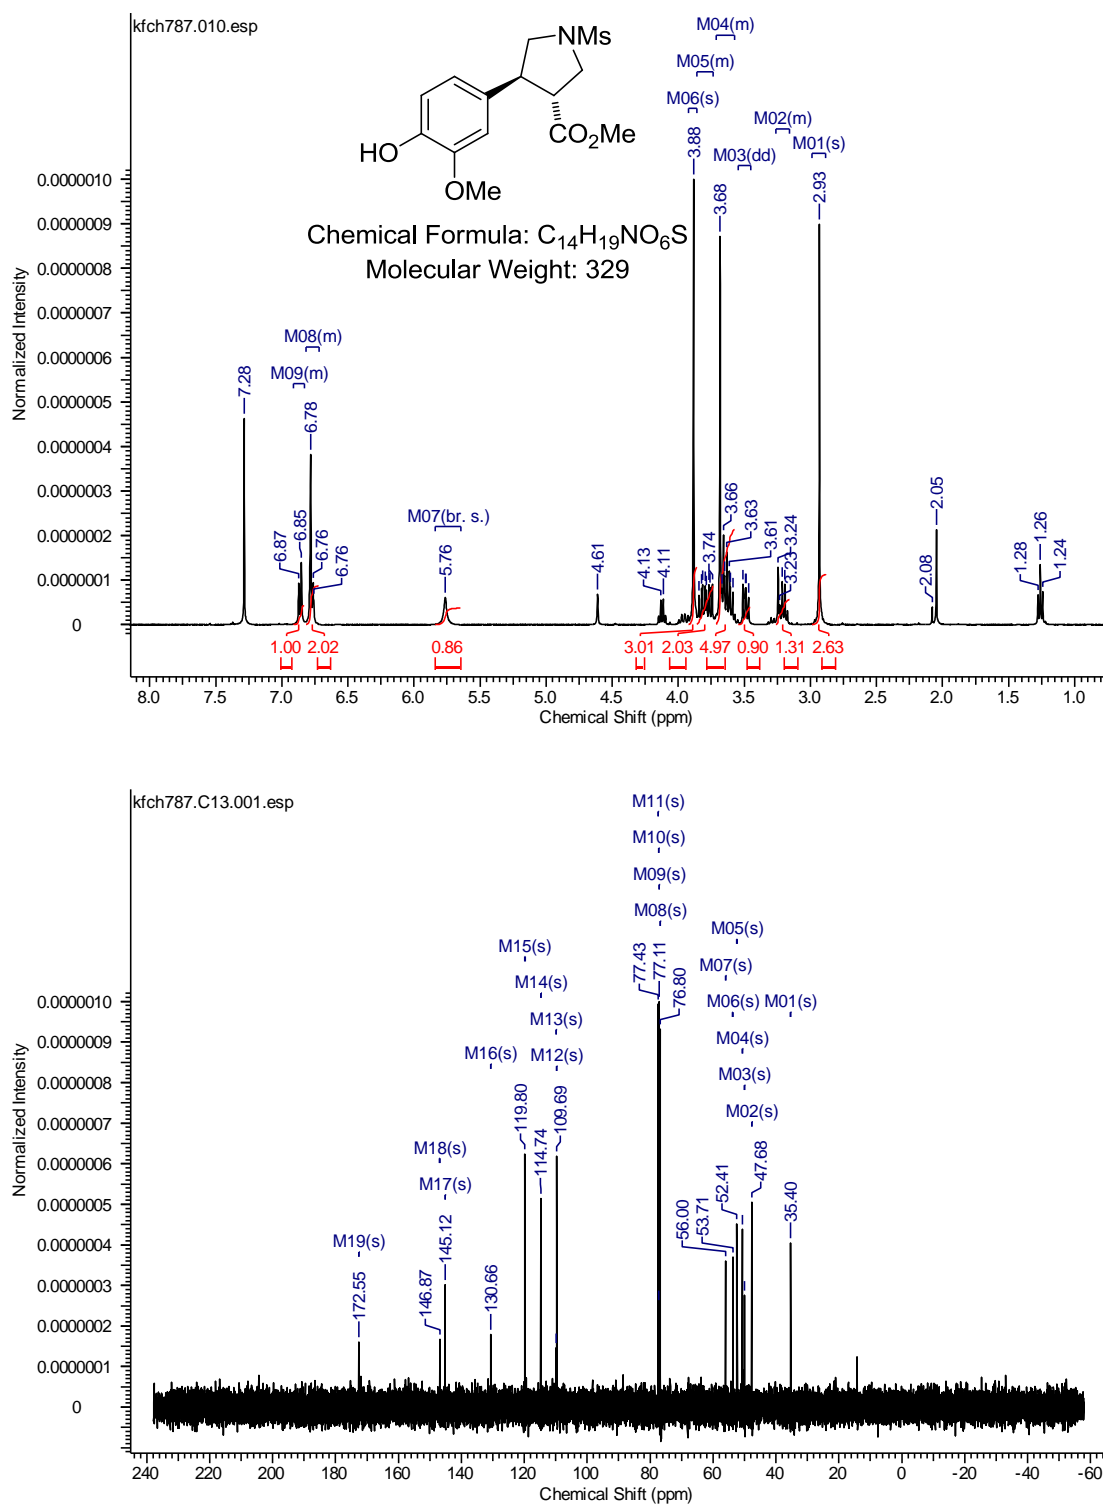 kfch787.010.esp
NMs
CO2Me
HO
OMe
Chemical Formula: C14H19NO6S
Molecular Weight: 329
M04(m)
M05(m)
M06(s)
M02(m)
M01(s)
M03(dd)
M08(m)
M09(m)
M07(br. s.)
7.28
6.87
6.85
6.78
6.76
6.76
5.76
4.61
4.13
4.11
3.88
3.74
3.68
3.66
3.63
3.61
3.23
3.24
2.93
2.08
2.05
1.28
1.26
1.24
Normalized Intensity
0.0000010
0.0000009
0.0000008
0.0000007
0.0000006
0.0000005
0.0000004
0.0000003
0.0000002
0.0000001
0
1.00 2.02 0.86 3.01 2.03 4.97 0.90 1.31 2.63
8.0 7.5 7.0 6.5 6.0 5.5 5.0 4.5 4.0 3.5 3.0 2.5 2.0 1.5 1.0
Chemical Shift (ppm)
kfch787.C13.001.esp
M11(s)
M10(s)
M09(s)
M08(s)
M05(s)
M15(s)
M07(s)
M14(s)
M06(s) M01(s)
M13(s)
M04(s)
M16(s) M12(s)
M03(s)
M02(s)
M18(s)
M17(s)
M19(s)
172.55
146.87
145.12
130.66
119.80
114.74
109.69
77.43
77.11
76.80
56.00
53.71
52.41
47.68
35.40
Normalized Intensity
0.0000010
0.0000009
0.0000008
0.0000007
0.0000006
0.0000005
0.0000004
0.0000003
0.0000002
0.0000001
0
240 220 200 180 160 140 120 100 80 60 40 20 0 -20 -40 -60
Chemical Shift (ppm)